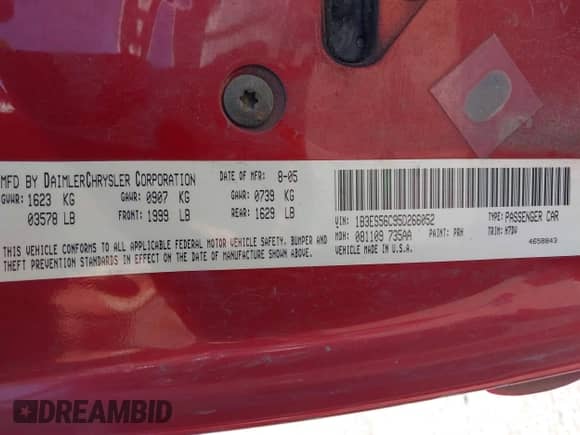 MFD BY DAIMLERCHRYSLER CORPORATION DATE OF MFR: 8-05
GVWR: 1623 KG GAWR: 0907 KG GAWR: 0739 KG
03578 LB FRONT: 1999 LB REAR: 1629 LB
THIS VEHICLE CONFORMS TO ALL APPLICABLE FEDERAL MOTOR VEHICLE SAFETY, BUMPER AND
THEFT PREVENTION STANDARDS IN EFFECT ON THE DATE OF MANUFACTURE SHOWN ABOVE.
VIN: 1B3ES56C95D266052 TYPE: PASSENGER CAR
MDH: 081109 735AA PAINT: PRH TRIM: H7DV
VEHICLE MADE IN U.S.A. 4658843
DREAMBID